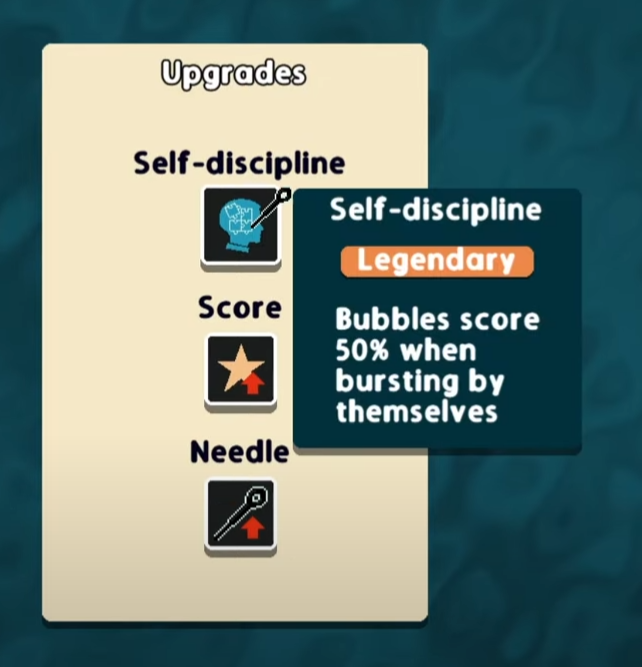 Upgrades
Self-discipline
Score
Needle
Self-discipline
Legendary
Bubbles score
50% when
bursting by
themselves